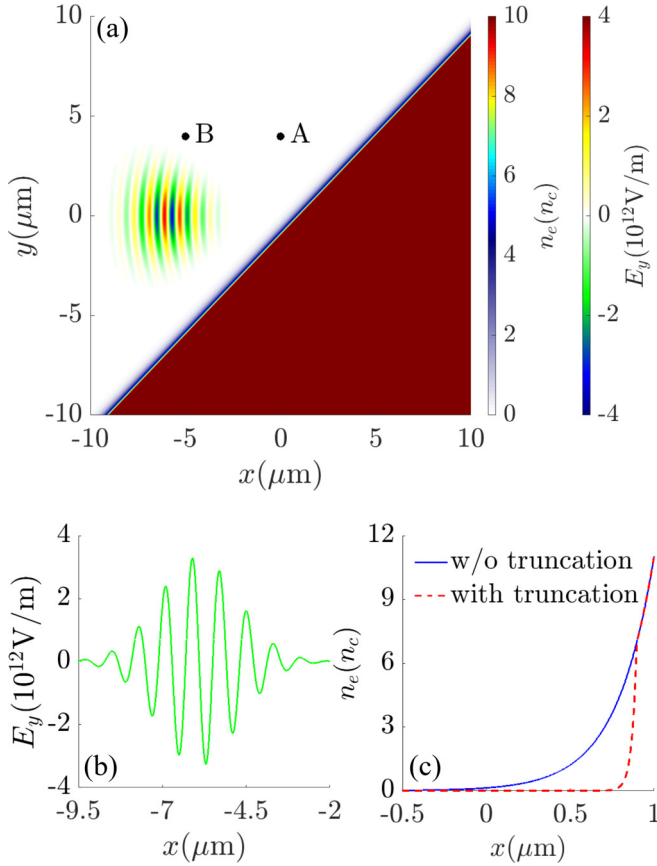 (a)
10
5
0
-5
-10
y(μm)
B
A
-10
-5
0
5
10
x(μm)
10
8
6
4
2
0
n_e(n_c)
4
2
0
-2
-4
E_y(10^12V/m)
4
2
0
-2
-4
E_y(10^12V/m)
(b)
-9.5
-7
-4.5
-2
x(μm)
12
9
6
3
0
n_e(n_c)
w/o truncation
with truncation
(c)
-0.5
0
0.5
1
x(μm)